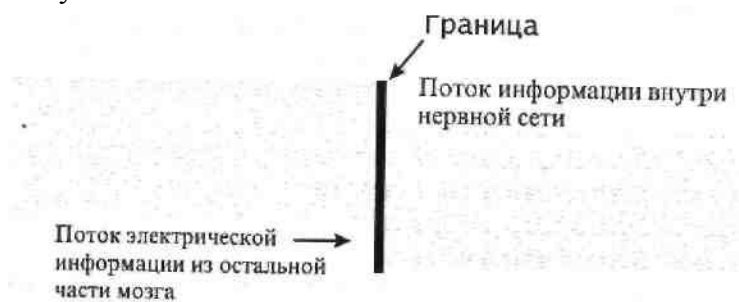 Граница
Поток информации внутри
нервной сети
Поток электрической
информации из остальной
части мозга